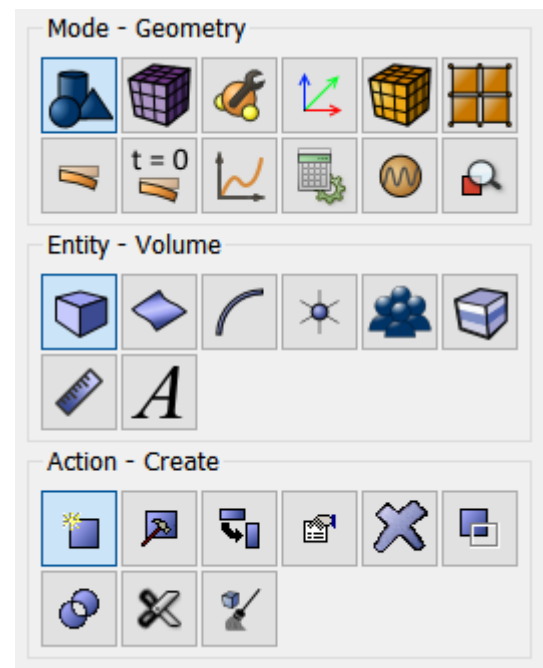 Mode - Geometry
t = 0
Entity - Volume
A
Action - Create